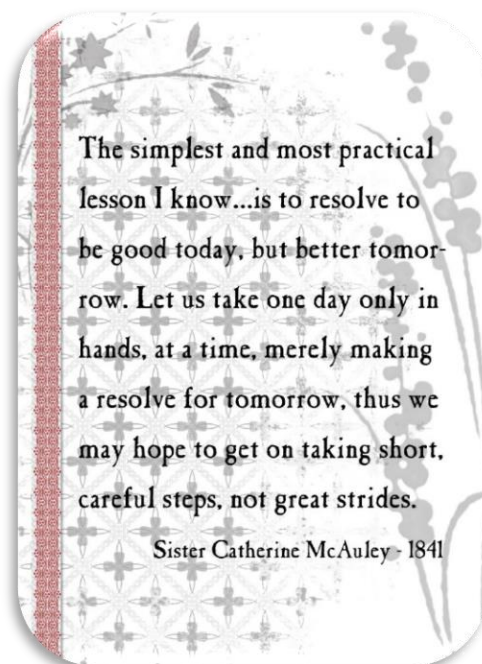 The simplest and most practical
lesson I know...is to resolve to
be good today, but better tomor-
row. Let us take one day only in
hands, at a time, merely making
a resolve for tomorrow, thus we
may hope to get on taking short,
careful steps, not great strides.
Sister Catherine McAuley - 1841